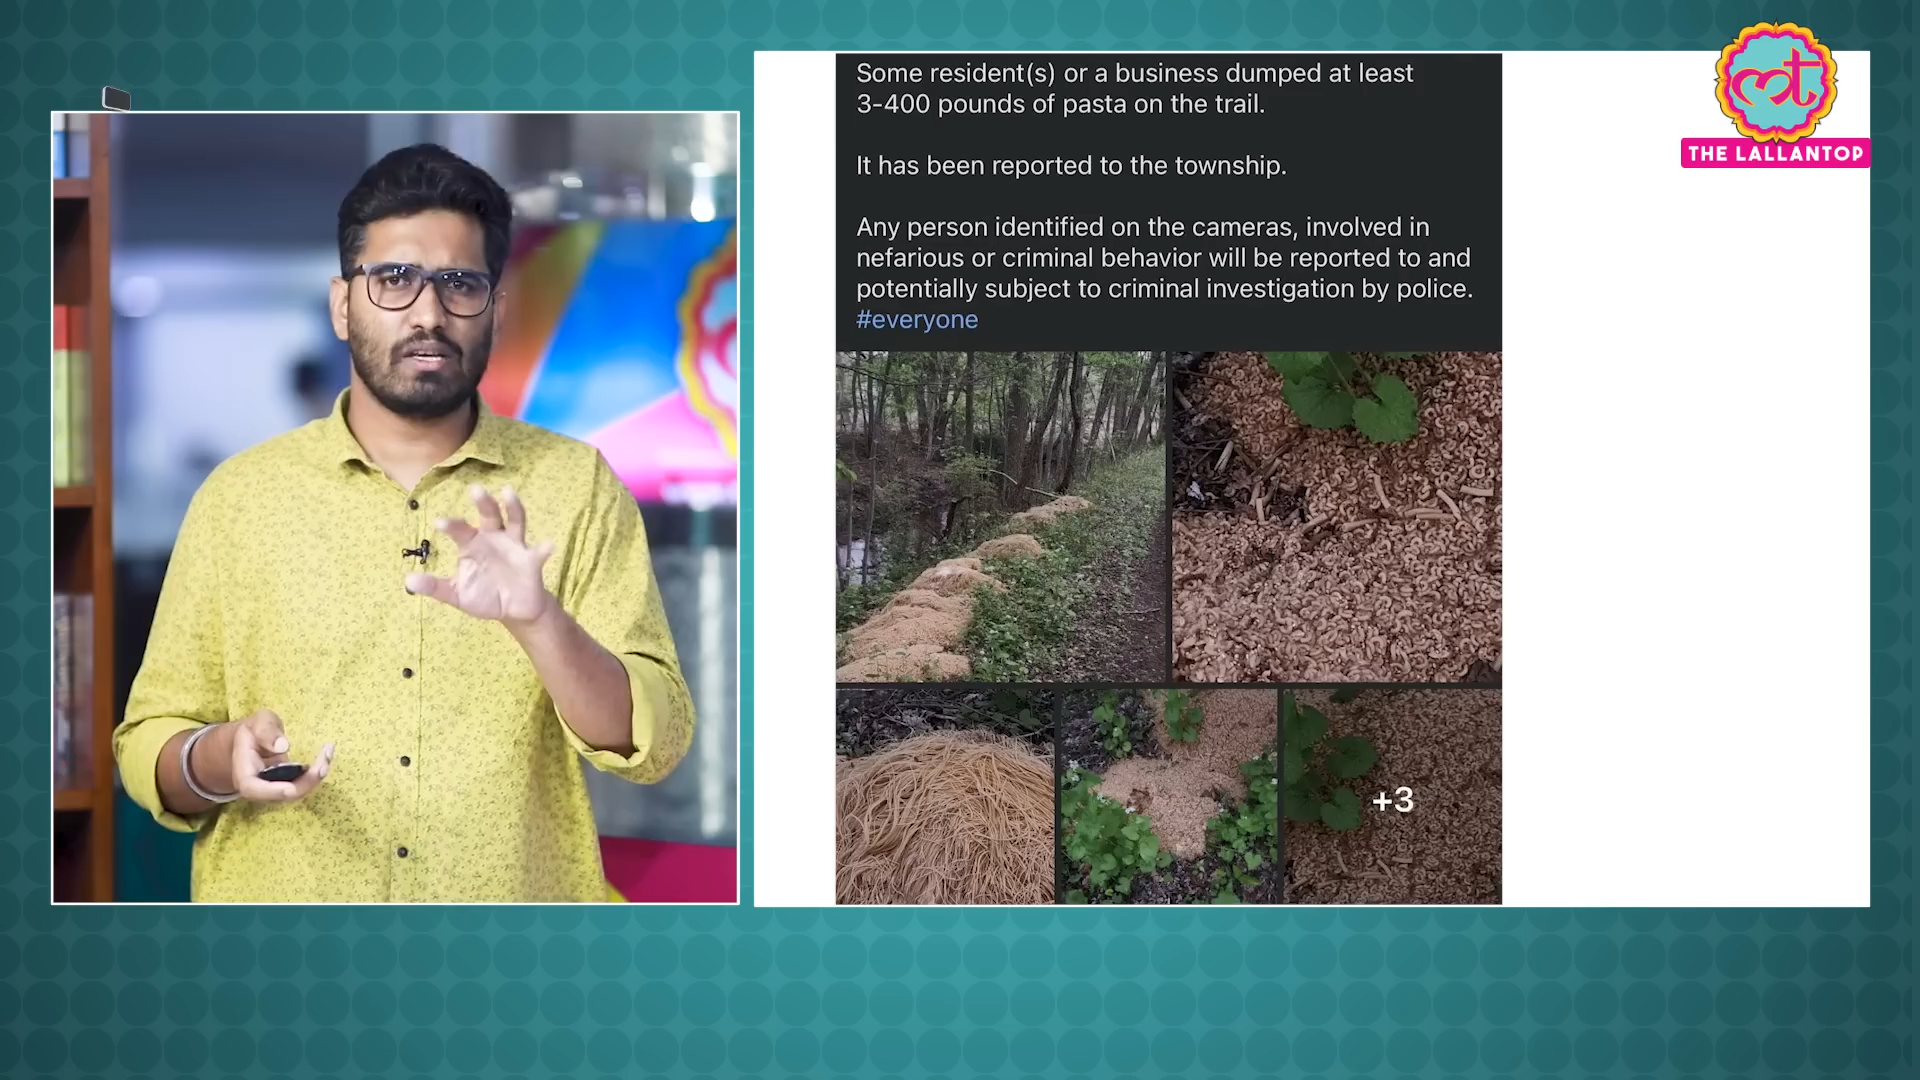 Some resident(s) or a business dumped at least
3-400 pounds of pasta on the trail.
It has been reported to the township.
Any person identified on the cameras, involved in
nefarious or criminal behavior will be reported to and
potentially subject to criminal investigation by police.
#everyone
+3
THE LALLANTOP